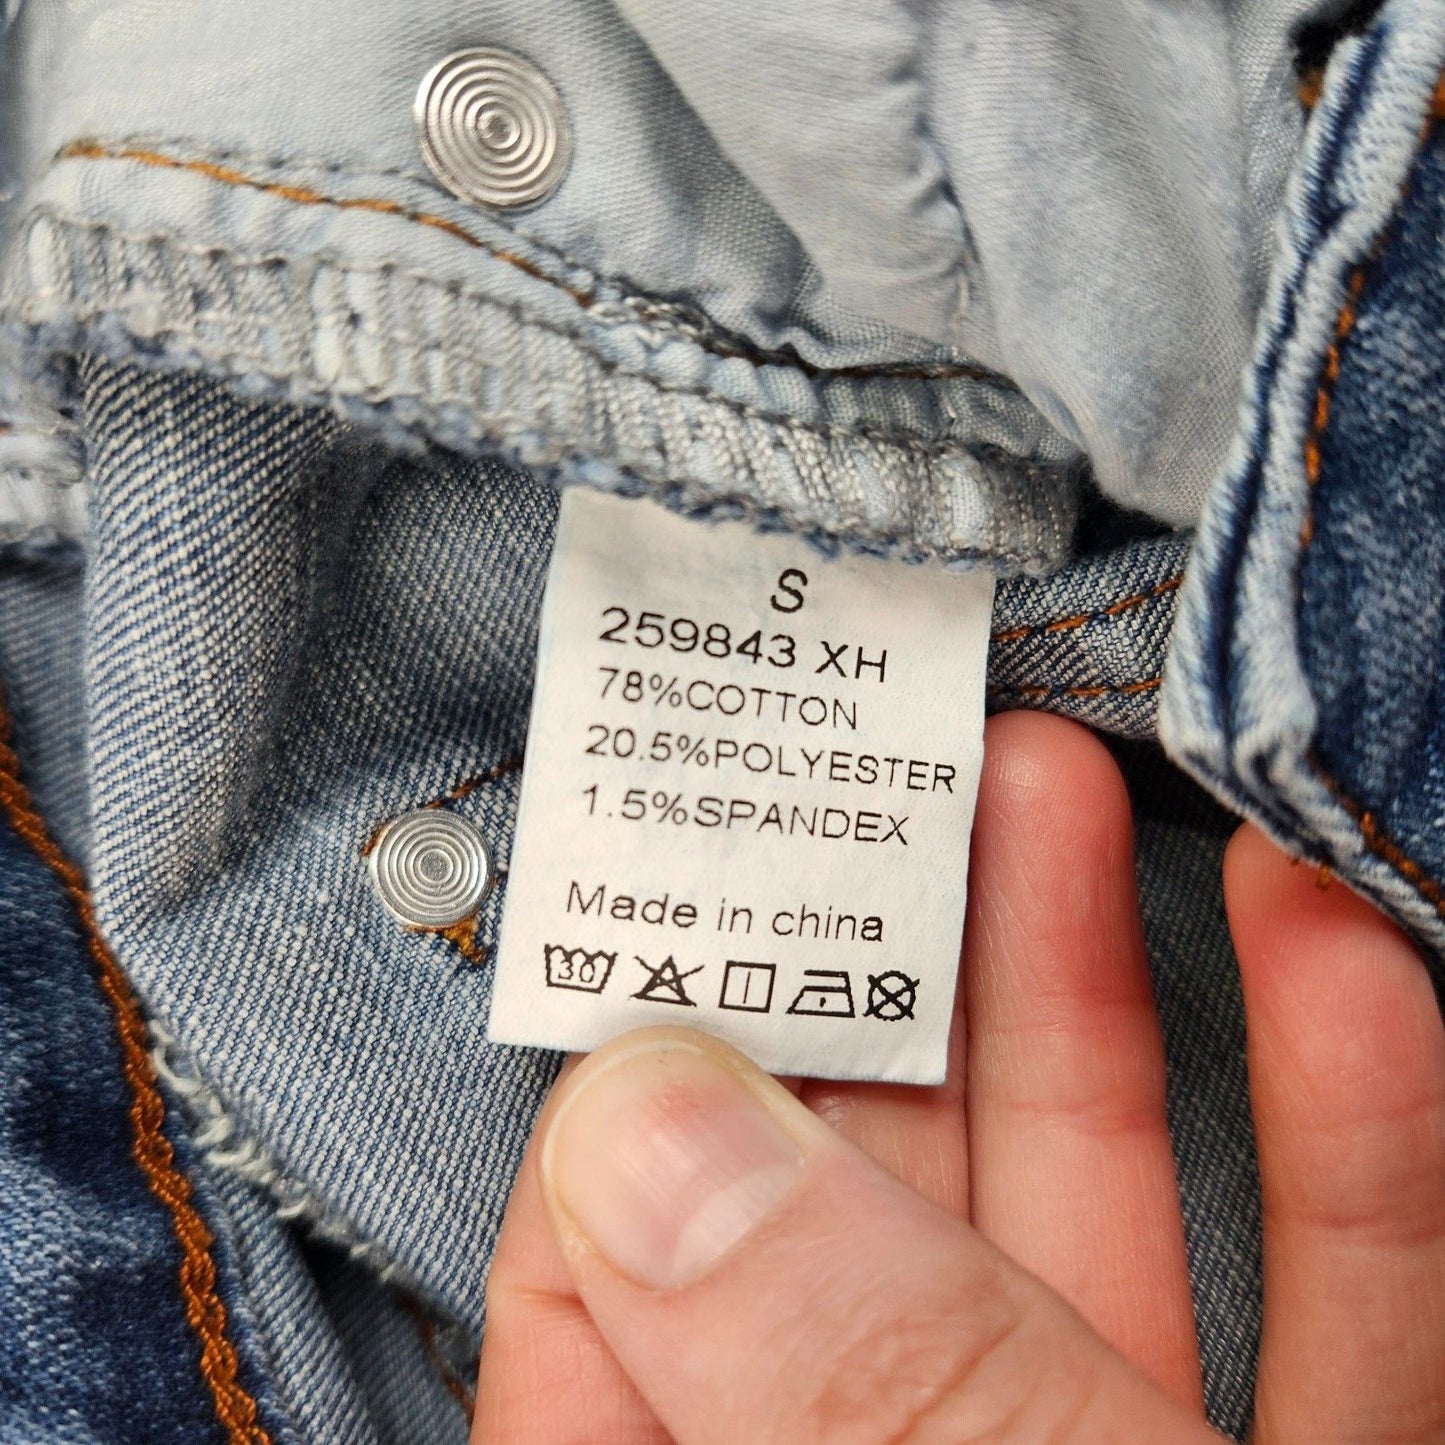 S
259843 XH
78%COTTON
20.5%POLYESTER
1.5%SPANDEX
Made in china
30